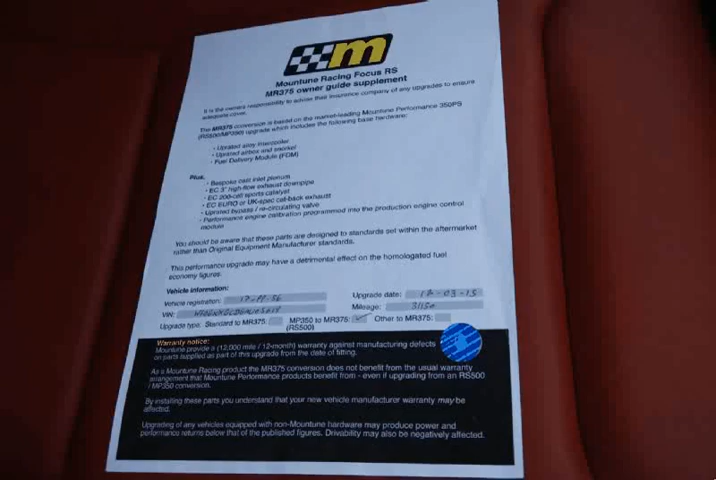 m
Mountune Racing Focus RS
MR375 owner guide supplement
It is the owners responsibility to advise their insurance company of any upgrades to ensure
adequate cover.
The MR375 conversion is based on the market-leading Mountune Performance 350PS
(RS500/MP350) upgrade which includes the following base hardware:
· Uprated alloy intercooler
· Uprated airbox and snorkel
· Fuel Delivery Module (FDM)
Plus,
· Bespoke cast inlet plenum
· EC 3" high-flow exhaust downpipe
· EC 200-cell sports catalyst
· EC EURO or UK-spec cat-back exhaust
· Uprated bypass / re-circulating valve
· Performance engine calibration programmed into the production engine control
module
You should be aware that these parts are designed to standards set within the aftermarket
rather than Original Equipment Manufacturer standards.
This performance upgrade may have a detrimental effect on the homologated fuel
economy figures.
Vehicle information:
Vehicle registration: Upgrade date:
VIN: Mileage:
Upgrade type: Standard to MR375: MP350 to MR375: ✓ Other to MR375:
(RS500)
Warranty notice:
Mountune provide a (12,000 mile / 12-month) warranty against manufacturing defects
on parts supplied as part of this upgrade from the date of fitting.
As a Mountune Racing product the MR375 conversion does not benefit from the usual warranty
arrangement that Mountune Performance products benefit from - even if upgrading from an RS500
/ MP350 conversion.
By installing these parts you understand that your new vehicle manufacturer warranty may be
affected.
Upgrading of any vehicles equipped with non-Mountune hardware may produce power and
performance returns below that of the published figures. Drivability may also be negatively affected.